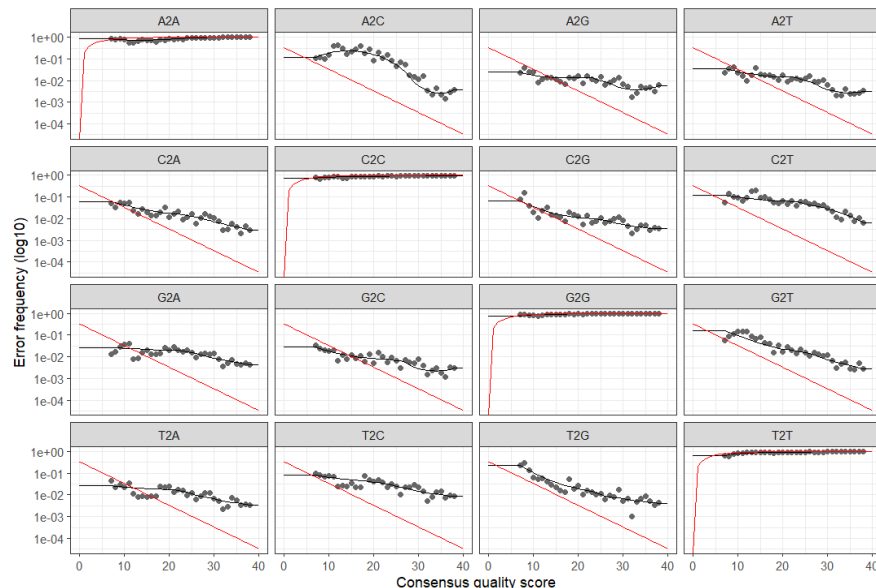 A2A A2C A2G A2T
1e+00
1e-01
1e-02
1e-03
1e-04
C2A C2C C2G C2T
1e+00
1e-01
1e-02
1e-03
1e-04
G2A G2C G2G G2T
1e+00
1e-01
1e-02
1e-03
1e-04
T2A T2C T2G T2T
1e+00
1e-01
1e-02
1e-03
1e-04
0 10 20 30 40 0 10 20 30 40 0 10 20 30 40 0 10 20 30 40
Consensus quality score
Error frequency (log10)